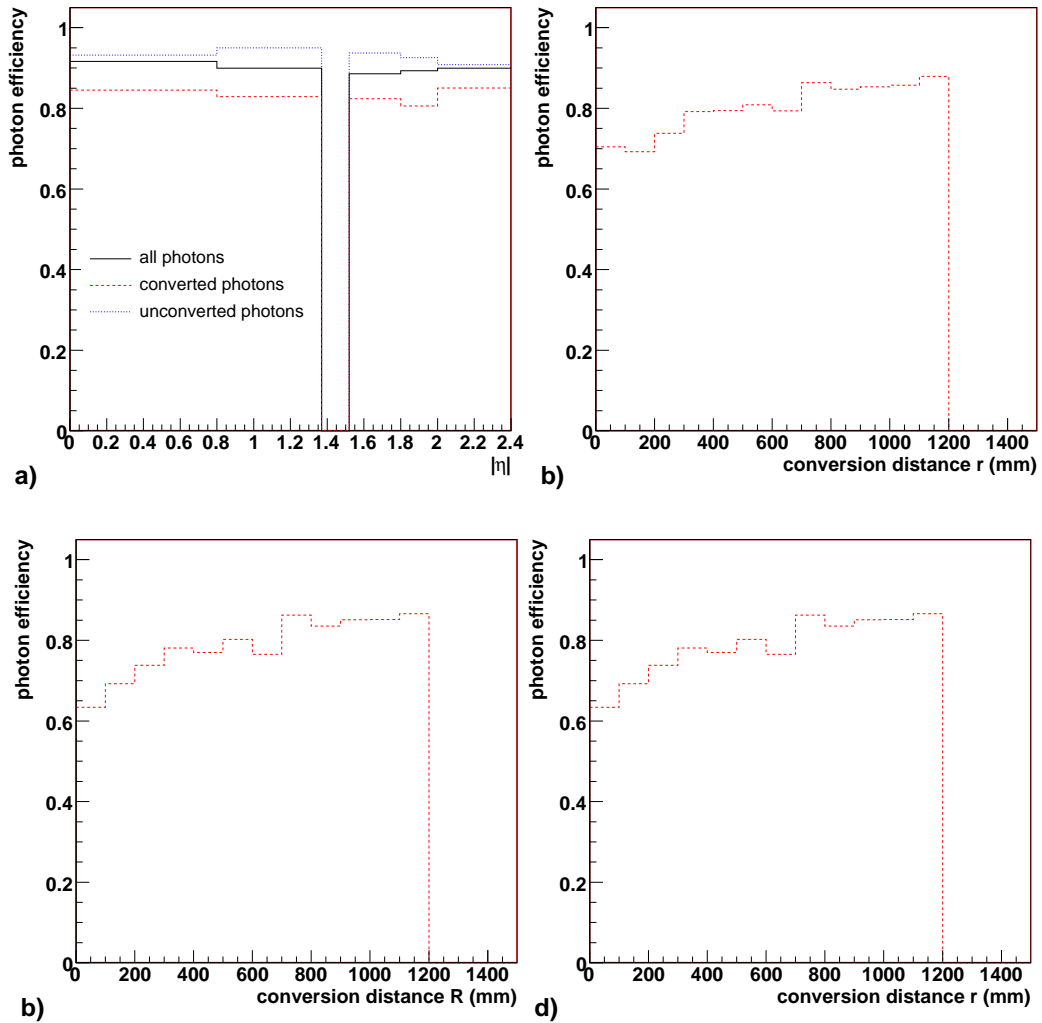 photon efficiency
1
0.8
0.6
0.4
0.2
0
all photons
converted photons
unconverted photons
0 0.2 0.4 0.6 0.8 1 1.2 1.4 1.6 1.8 2 2.2 2.4
|η|
a)
photon efficiency
1
0.8
0.6
0.4
0.2
0
0 200 400 600 800 1000 1200 1400
conversion distance r (mm)
b)
photon efficiency
1
0.8
0.6
0.4
0.2
0
0 200 400 600 800 1000 1200 1400
conversion distance R (mm)
b)
photon efficiency
1
0.8
0.6
0.4
0.2
0
0 200 400 600 800 1000 1200 1400
conversion distance r (mm)
d)